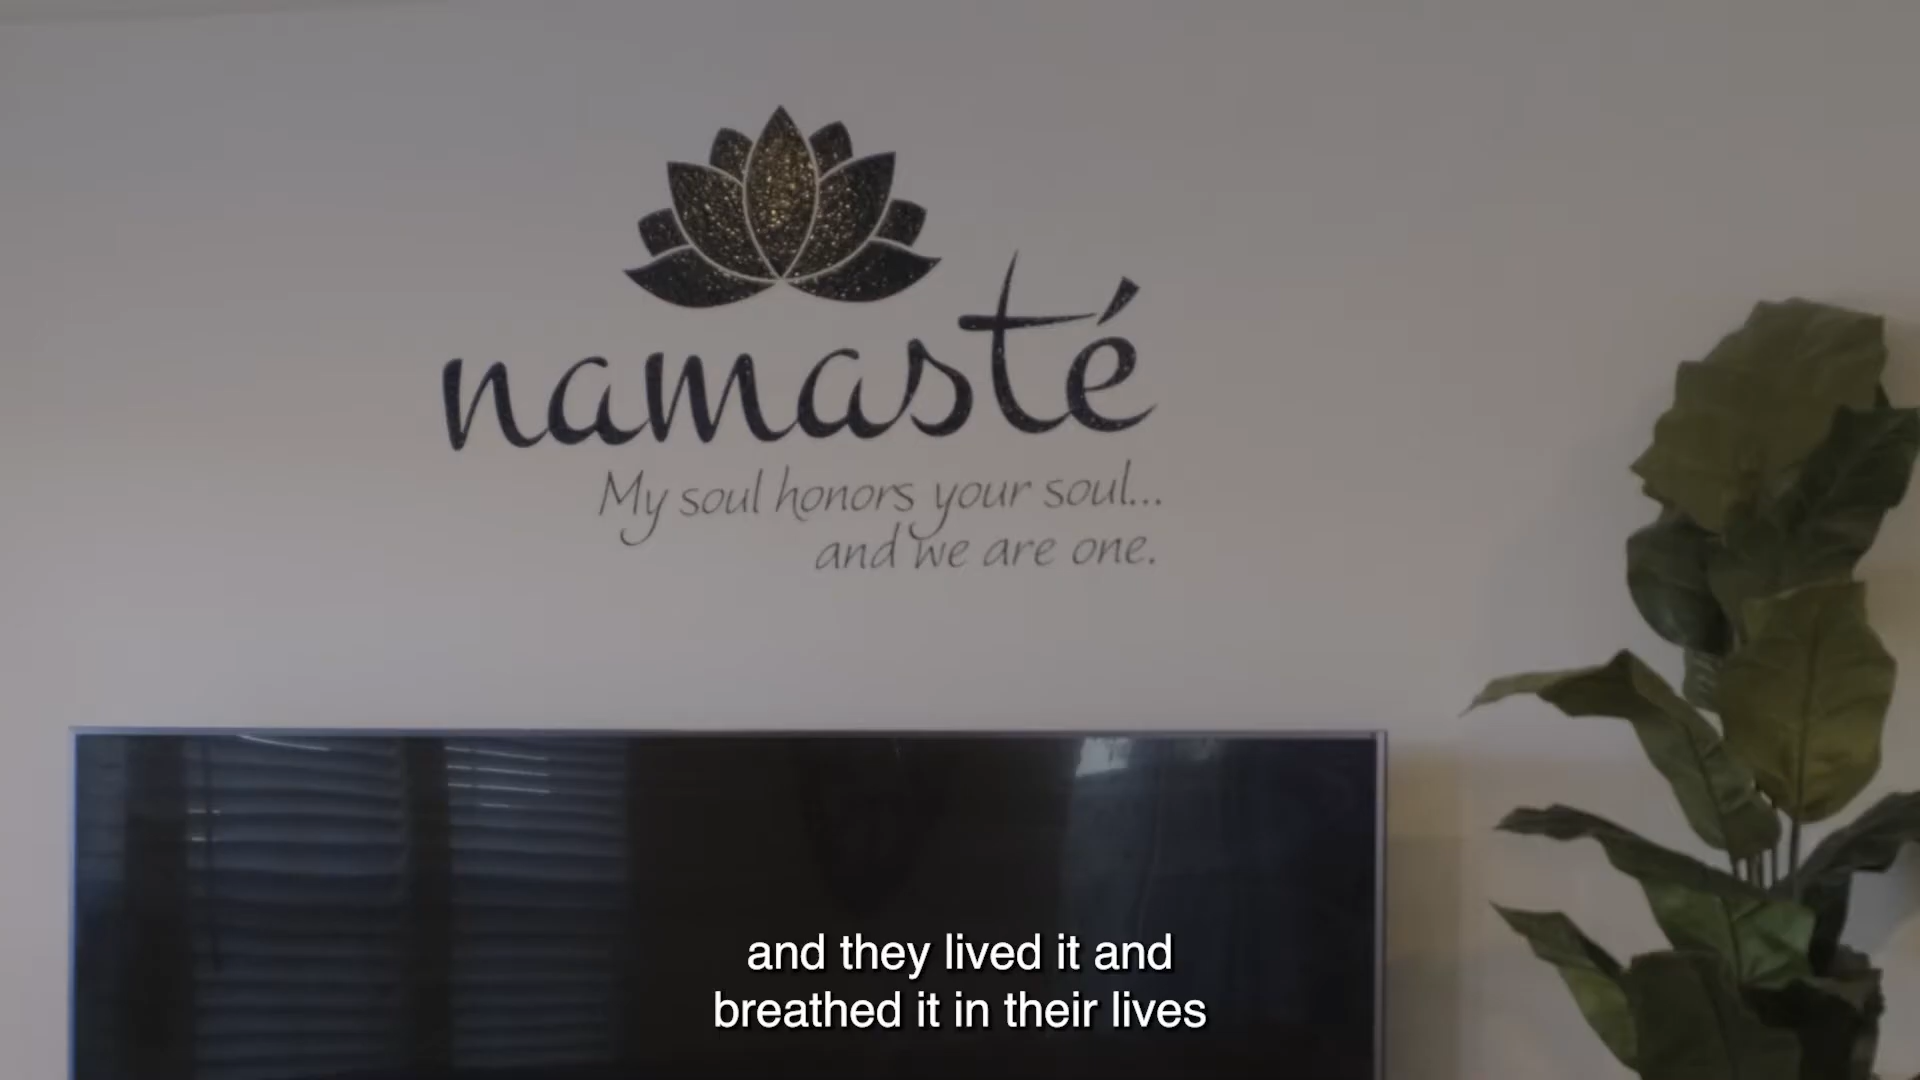 namasté
My soul honors your soul...
and we are one.
and they lived it and
breathed it in their lives